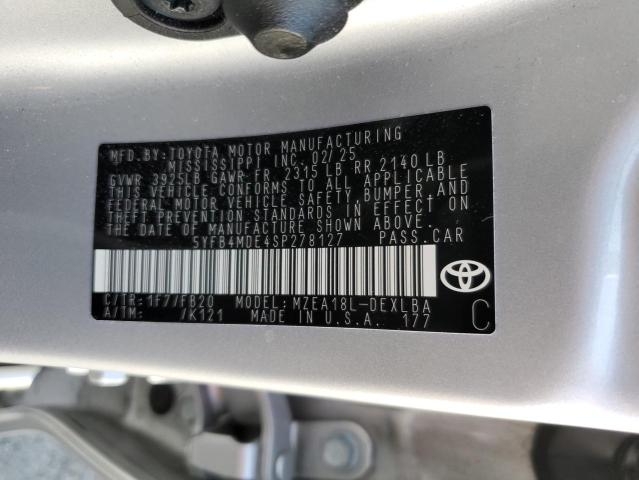 MFD.BY:TOYOTA MOTOR MANUFACTURING
MISSISSIPPI INC. 02/25
GVWR 3925LB GAWR FR 2315 LB RR 2140 LB
THIS VEHICLE CONFORMS TO ALL APPLICABLE
FEDERAL MOTOR VEHICLE SAFETY,BUMPER,AND
THEFT PREVENTION STANDARDS IN EFFECT ON
THE DATE OF MANUFACTURE SHOWN ABOVE.
5YFB4MDE4SP278127 PASS.CAR
C/TR:1F7/FB20 MODEL:MZEA18L-DEXLBA
A/TM: /K121 MADE IN U.S.A. 177 C